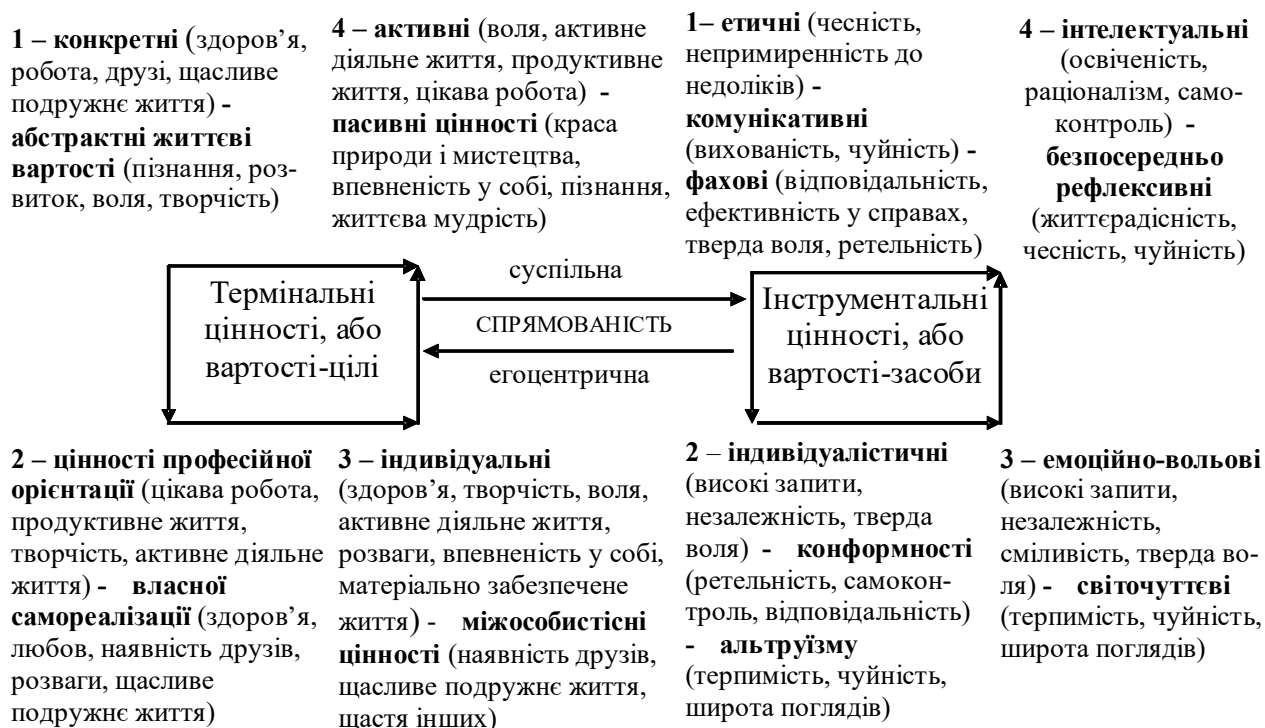 1 – конкретні (здоров’я,
робота, друзі, щасливе
подружнє життя) -
абстрактні життєві
вартості (пізнання, роз-
виток, воля, творчість)
4 – активні (воля, активне
діяльне життя, продуктивне
життя, цікава робота) -
пасивні цінності (краса
природи і мистецтва,
впевненість у собі, пізнання,
життєва мудрість)
1– етичні (чесність,
непримиренність до
недоліків) -
комунікативні
(вихованість, чуйність) -
фахові (відповідальність,
ефективність у справах,
тверда воля, ретельність)
4 – інтелектуальні
(освіченість,
раціоналізм, само-
контроль) -
безпосередньо
рефлексивні
(життєрадісність,
чесність, чуйність)
Термінальні
цінності, або
вартості-цілі
суспільна
СПРЯМОВАНІСТЬ
егоцентрична
Інструментальні
цінності, або
вартості-засоби
2 – цінності професійної
орієнтації (цікава робота,
продуктивне життя,
творчість, активне діяльне
життя) - власної
самореалізації (здоров’я,
любов, наявність друзів,
розваги, щасливе
подружнє життя)
3 – індивідуальні
(здоров’я, творчість, воля,
активне діяльне життя,
розваги, впевненість у собі,
матеріально забезпечене
життя) - міжособистісні
цінності (наявність друзів,
щасливе подружнє життя,
щастя інших)
2 – індивідуалістичні
(високі запити,
незалежність, тверда
воля) - конформності
(ретельність, самокон-
троль, відповідальність)
- альтруїзму
(терпимість, чуйність,
широта поглядів)
3 – емоційно-вольові
(високі запити,
незалежність,
сміливість, тверда во-
ля) - світочуттєві
(терпимість, чуйність,
широта поглядів)